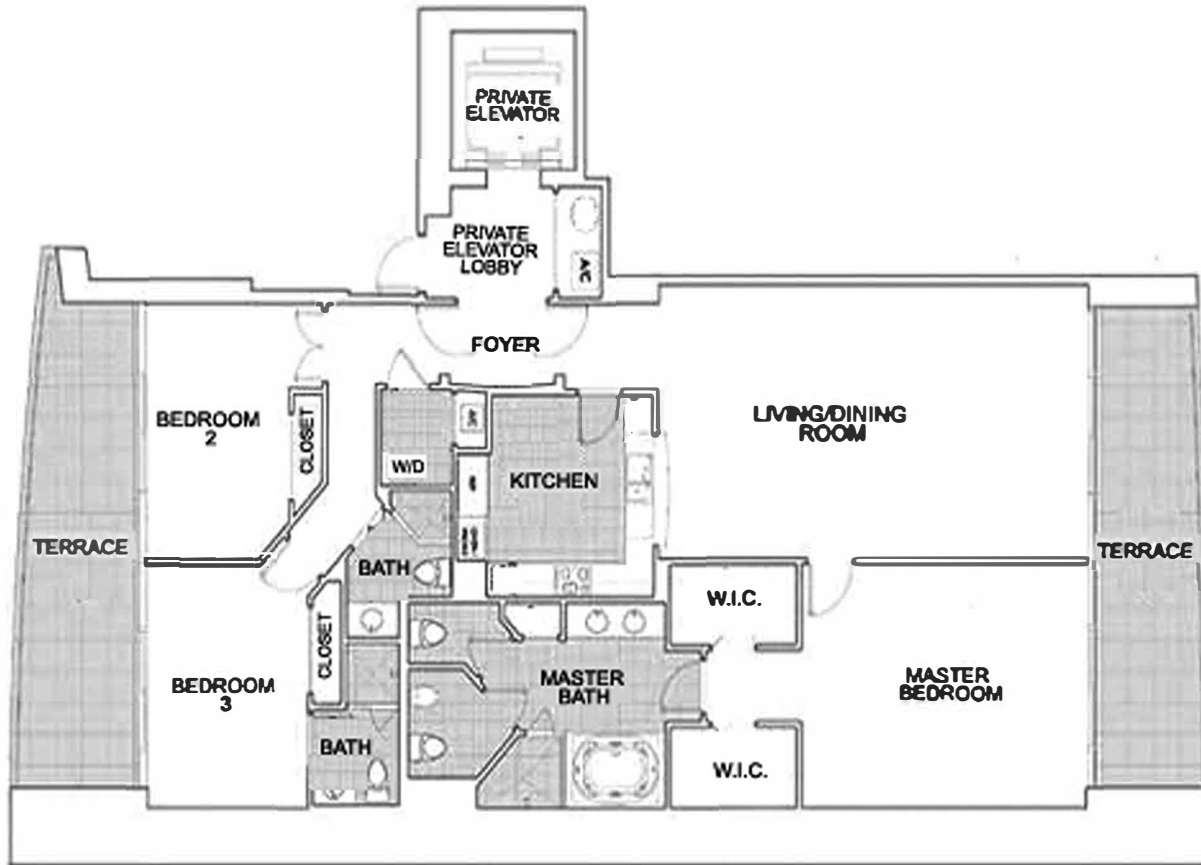 PRIVATE
ELEVATOR
PRIVATE
ELEVATOR
LOBBY
A/C
FOYER
BEDROOM
2
CLOSET
A/C
W/D
KITCHEN
REF
LIVING/DINING
ROOM
TERRACE
TERRACE
BATH
W.I.C.
CLOSET
BEDROOM
3
MASTER
BATH
MASTER
BEDROOM
BATH
W.I.C.